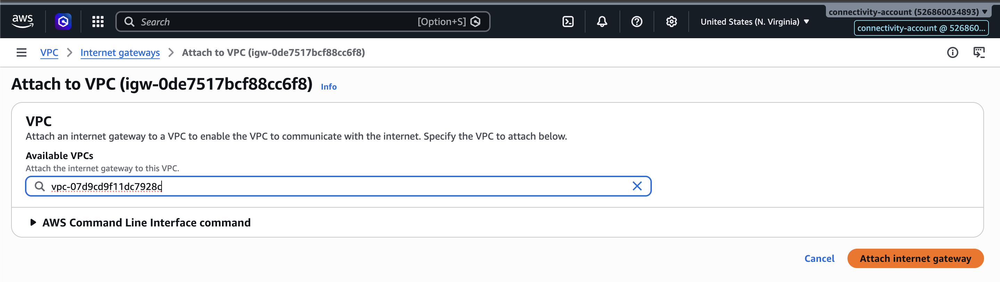 aws
Search
[Option+S]
United States (N. Virginia)
connectivity-account (526860034893)
connectivity-account @ 526860...
VPC > Internet gateways > Attach to VPC (igw-0de7517bcf88cc6f8)
Attach to VPC (igw-0de7517bcf88cc6f8) Info
VPC
Attach an internet gateway to a VPC to enable the VPC to communicate with the internet. Specify the VPC to attach below.
Available VPCs
Attach the internet gateway to this VPC.
vpc-07d9cd9f11dc7928c
AWS Command Line Interface command
Cancel
Attach internet gateway